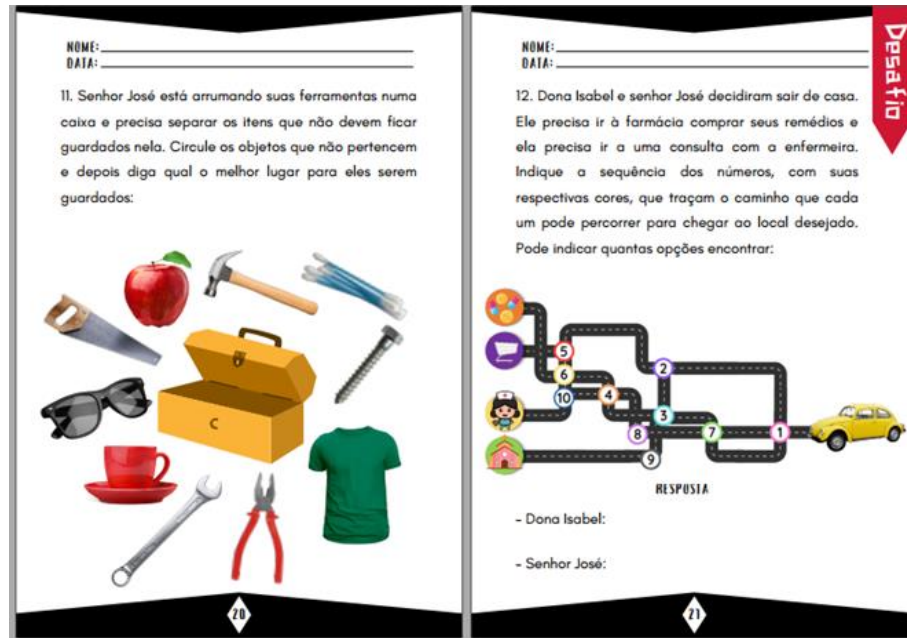 NOME:
DATA:
11. Senhor José está arrumando suas ferramentas numa
caixa e precisa separar os itens que não devem ficar
guardados nela. Circule os objetos que não pertencem
e depois diga qual o melhor lugar para eles serem
guardados:
C
20
Desafio
NOME:
DATA:
12. Dona Isabel e senhor José decidiram sair de casa.
Ele precisa ir à farmácia comprar seus remédios e
ela precisa ir a uma consulta com a enfermeira.
Indique a sequência dos números, com suas
respectivas cores, que traçam o caminho que cada
um pode percorrer para chegar ao local desejado.
Pode indicar quantas opções encontrar:
5
2
6
10
4
3
8
7
1
9
RESPOSTA
- Dona Isabel:
- Senhor José:
21